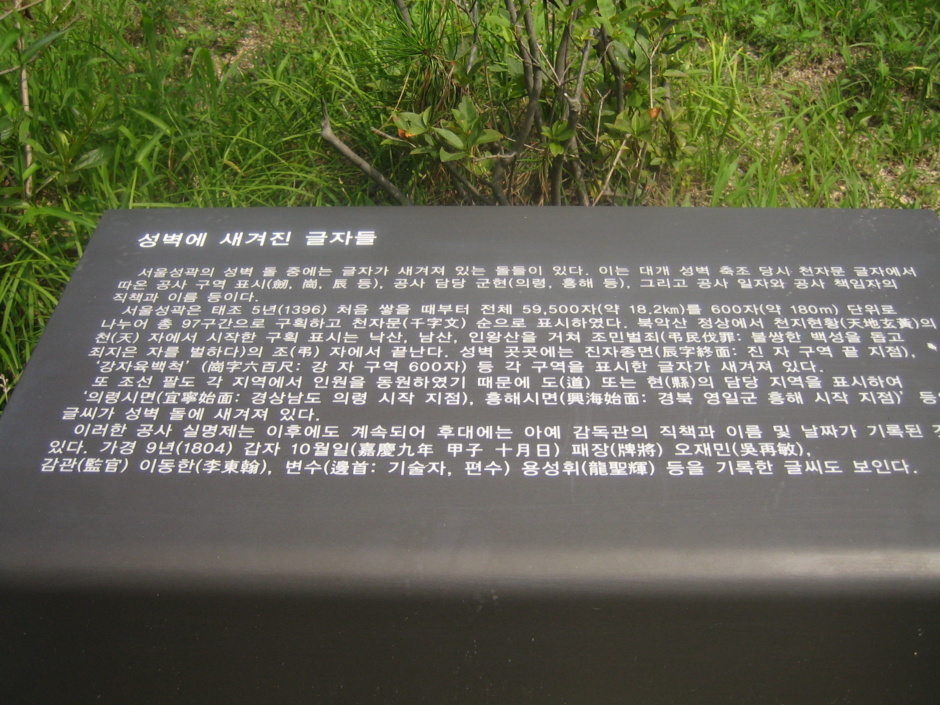 성벽에 새겨진 글자들
서울성곽의 성벽 돌 중에는 글자가 새겨져 있는 돌들이 있다. 이는 대개 성벽 축조 당시 천자문 글자에서
따온 공사 구역 표시(劍, 崗, 辰 등), 공사 담당 군현(의령, 흥해 등), 그리고 공사 일자와 공사 책임자의
직책과 이름 등이다.
서울성곽은 태조 5년(1396) 처음 쌓을 때부터 전체 59,500자(약 18.2km)를 600자(약 180m) 단위로
나누어 총 97구간으로 구획하고 천자문(千字文) 순으로 표시하였다. 북악산 정상에서 천지현황(天地玄黃)의
천(天) 자에서 시작한 구획 표시는 낙산, 남산, 인왕산을 거쳐 조민벌죄(弔民伐罪: 불쌍한 백성을 돕고
죄지은 자를 벌하다)의 조(弔) 자에서 끝난다. 성벽 곳곳에는 진자종면(辰字終面: 진 자 구역 끝 지점),
'강자육백척' (崗字六百尺: 강 자 구역 600자) 등 각 구역을 표시한 글자가 새겨져 있다.
또 조선 팔도 각 지역에서 인원을 동원하였기 때문에 도(道) 또는 현(縣)의 담당 지역을 표시하여
'의령시면(宜寧始面: 경상남도 의령 시작 지점), 흥해시면(興海始面: 경북 영일군 흥해 시작 지점)' 등
글씨가 성벽 돌에 새겨져 있다.
이러한 공사 실명제는 이후에도 계속되어 후대에는 아예 감독관의 직책과 이름 및 날짜가 기록된
있다. 가경 9년(1804) 갑자 10월일(嘉慶九年 甲子 十月日) 패장(牌將) 오재민(吳再敏),
감관(監官) 이동한(李東翰), 변수(邊首: 기술자, 편수) 용성휘(龍聖輝) 등을 기록한 글씨도 보인다.